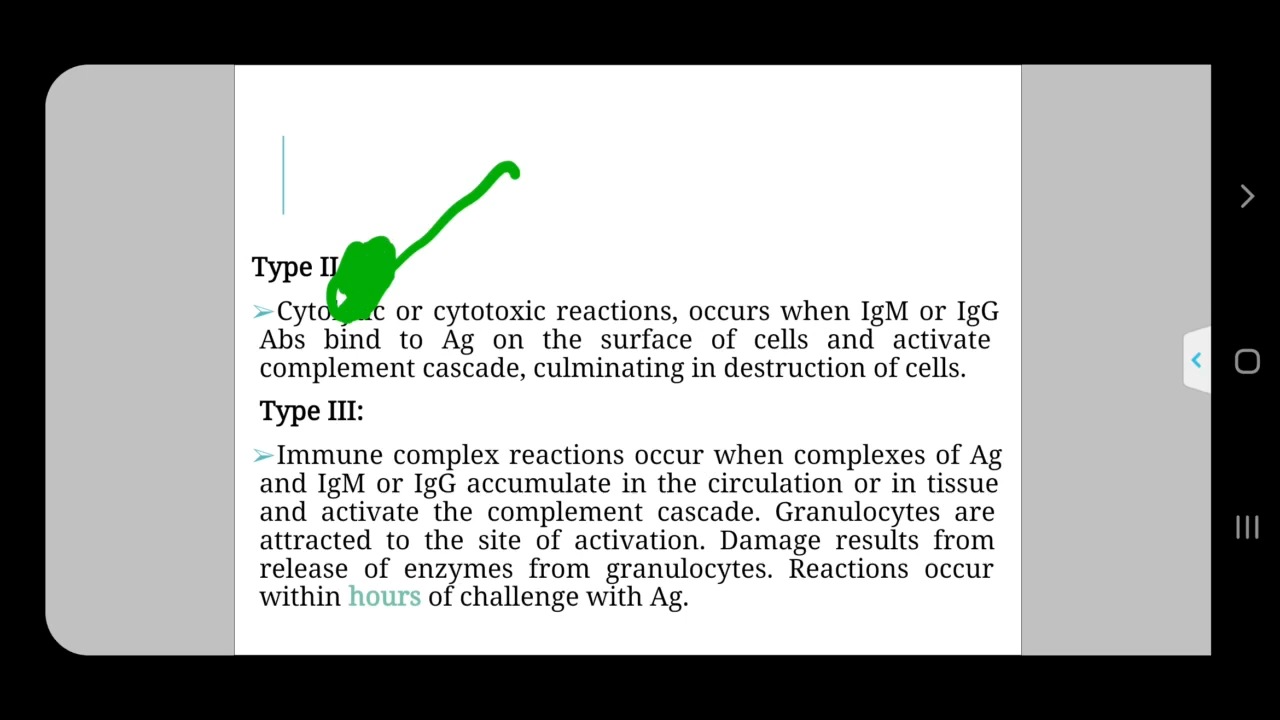 Type II
➢ or cytotoxic reactions, occurs when IgM or IgG
Abs bind to Ag on the surface of cells and activate
complement cascade, culminating in destruction of cells.
Type III:
➢Immune complex reactions occur when complexes of Ag
and IgM or IgG accumulate in the circulation or in tissue
and activate the complement cascade. Granulocytes are
attracted to the site of activation. Damage results from
release of enzymes from granulocytes. Reactions occur
within hours of challenge with Ag.